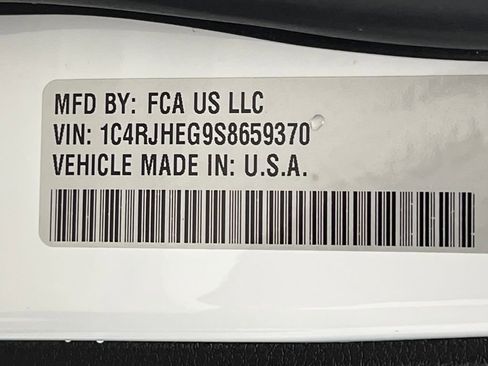 MFD BY: FCA US LLC
VIN: 1C4RJHEG9S8659370
VEHICLE MADE IN: U.S.A.